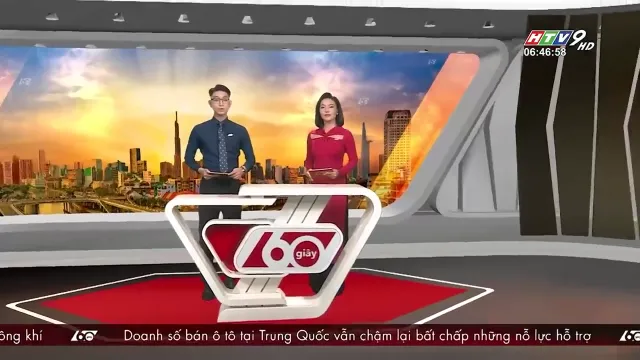 HTV9 HD
06:46:58
60 giây
ông khí 60 Doanh số bán ô tô tại Trung Quốc vẫn chậm lại bất chấp những nỗ lực hỗ trợ